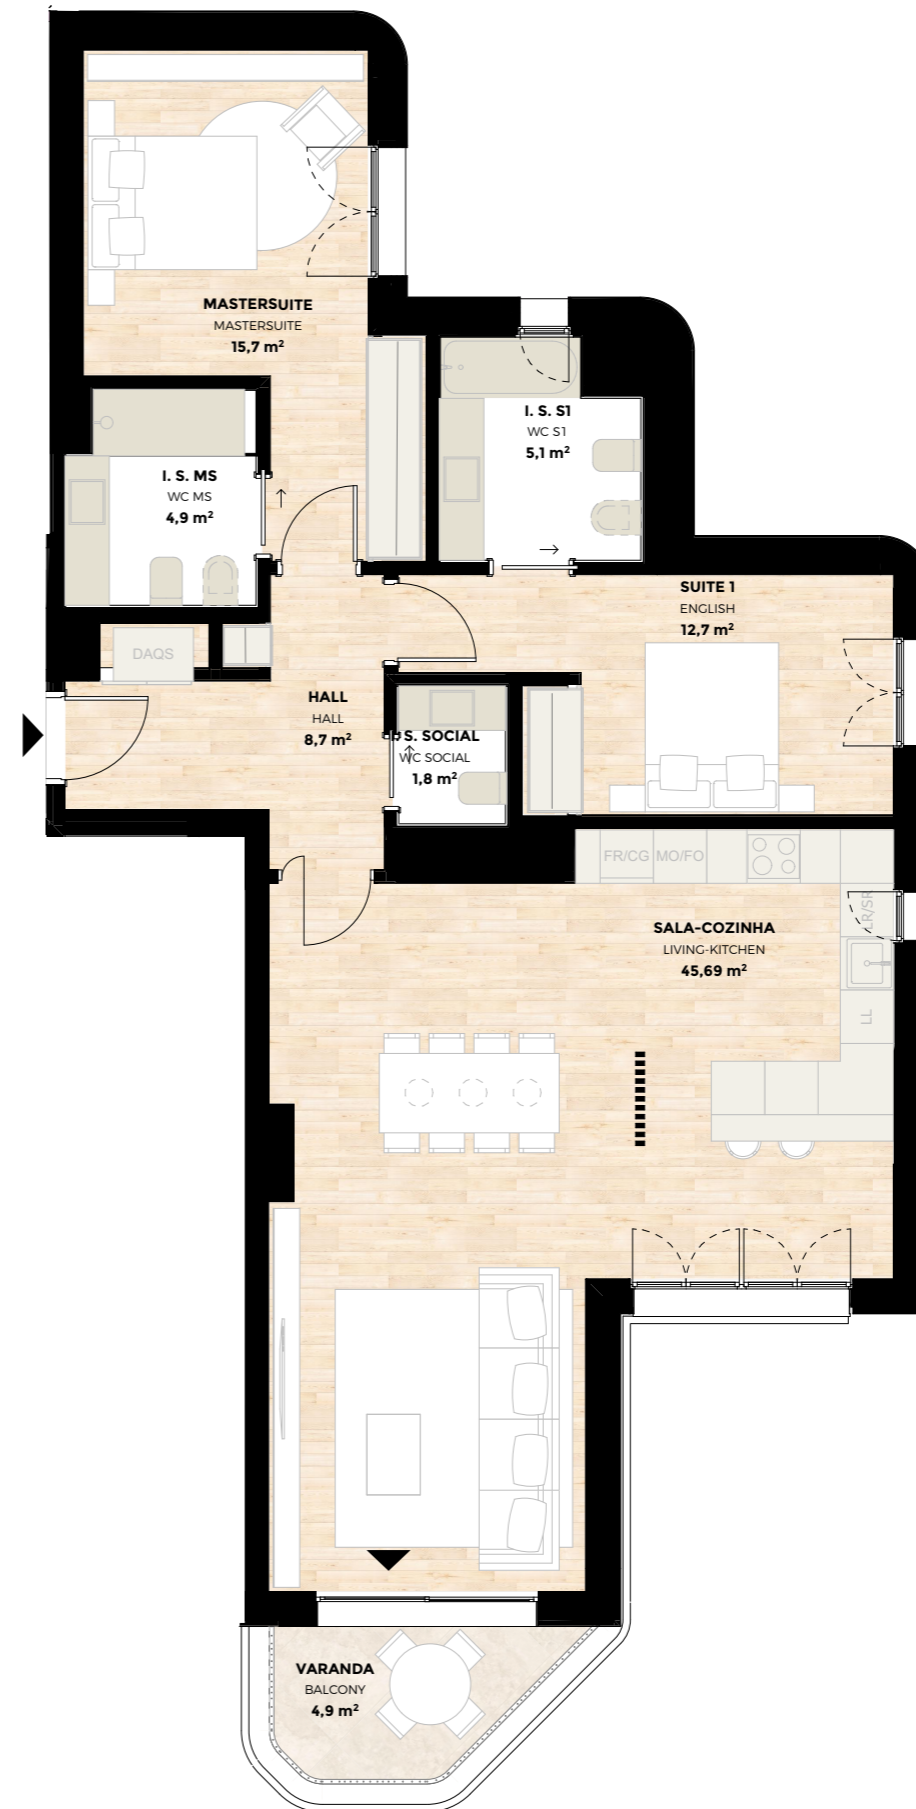 MASTERSUITE
MASTERSUITE
15,7 m²
I. S. S1
WC S1
5,1 m²
I. S. MS
WC MS
4,9 m²
SUITE 1
ENGLISH
12,7 m²
DAQS
HALL
HALL
8,7 m²
S. SOCIAL
WC SOCIAL
1,8 m²
FR/CG
MO/FO
LR/SR
SALA-COZINHA
LIVING-KITCHEN
45,69 m²
LL
VARANDA
BALCONY
4,9 m²